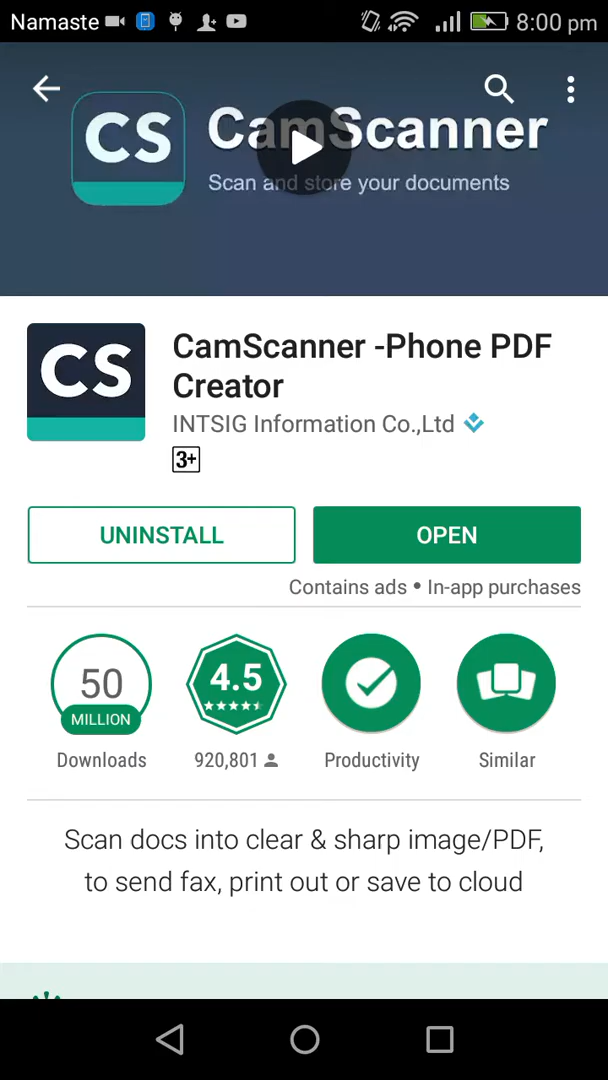 Namaste 8:00 pm
CS CamScanner
Scan and store your documents
CS
CamScanner -Phone PDF
Creator
INTSIG Information Co.,Ltd
3+
UNINSTALL OPEN
Contains ads • In-app purchases
50 4.5
MILLION
Downloads 920,801 Productivity Similar
Scan docs into clear & sharp image/PDF,
to send fax, print out or save to cloud